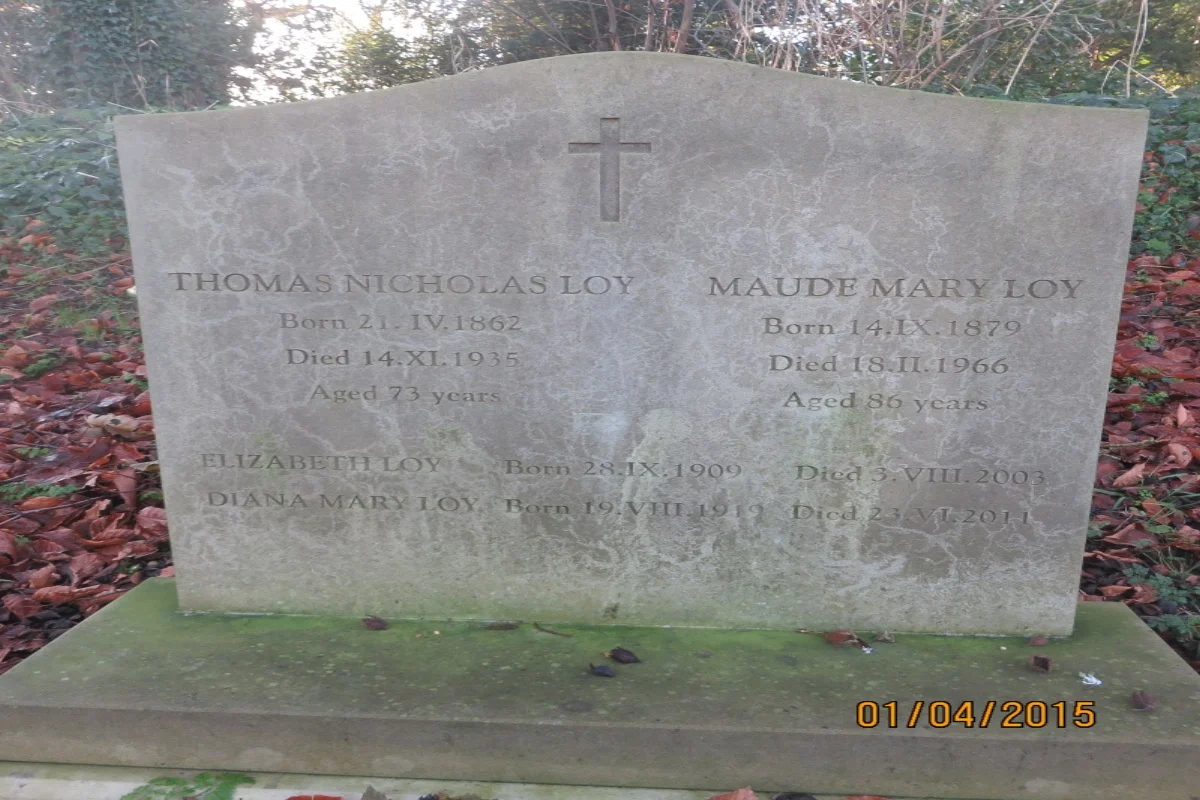 THOMAS NICHOLAS LOY
Born 21.IV.1862
Died 14.XI.1935
Aged 73 years
MAUDE MARY LOY
Born 14.IX.1879
Died 18.II.1966
Aged 86 years
ELIZABETH LOY Born 28.IX.1909 Died 3.VIII.2003
DIANA MARY LOY Born 19.VIII.1919 Died 23.VI.2011
01/04/2015